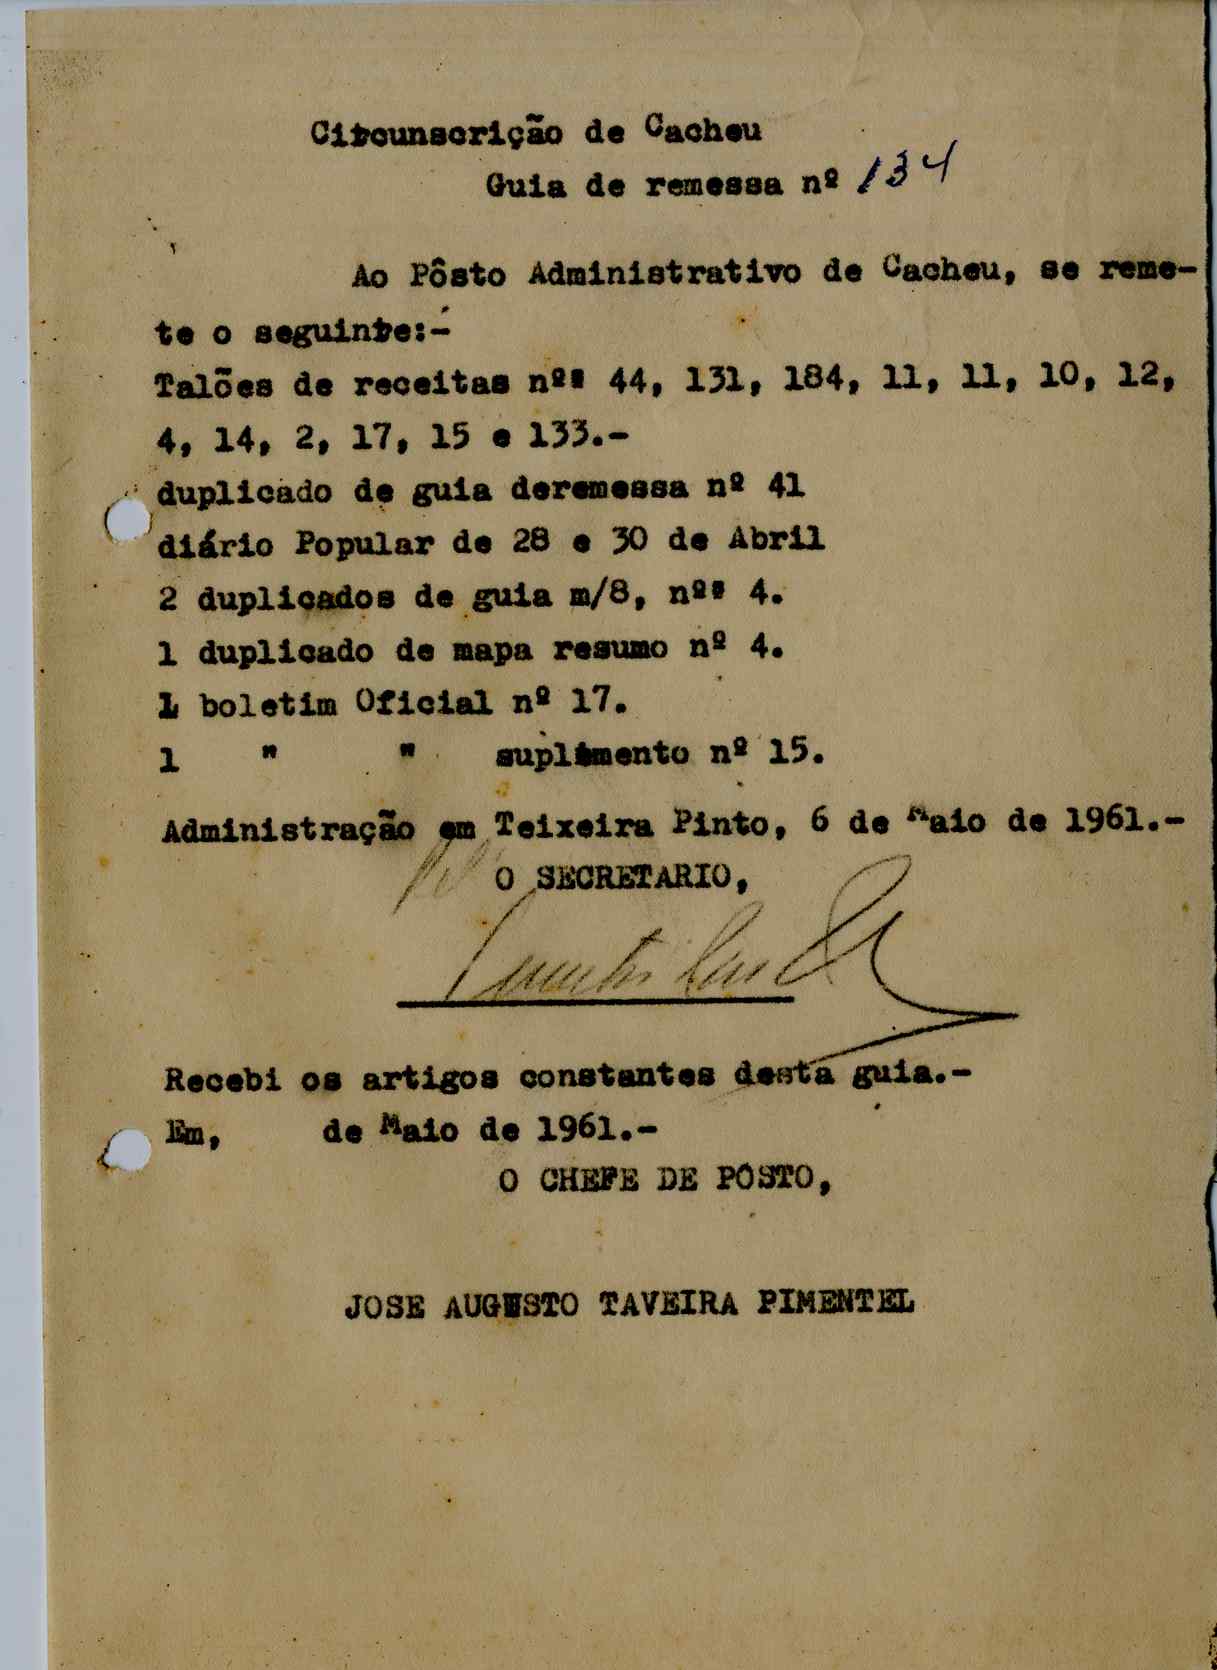 Circunscrição de Cacheu
Guia de remessa nº 134
Ao Pôsto Administrativo de Cacheu, se reme-
te o seguinte:-
Talões de receitas nºs 44, 131, 184, 11, 11, 10, 12,
4, 14, 2, 17, 15 e 133.-
duplicado de guia deremessa nº 41
diário Popular de 28 e 30 de Abril
2 duplicados de guia m/8, nºs 4.
1 duplicado de mapa resumo nº 4.
1 boletim Oficial nº 17.
1 " " suplemento nº 15.
Administração em Teixeira Pinto, 6 de Maio de 1961.-
O SECRETARIO,
Recebi os artigos constantes desta guia.-
Em, de Maio de 1961.-
O CHEFE DE POSTO,
JOSE AUGUSTO TAVEIRA PIMENTEL